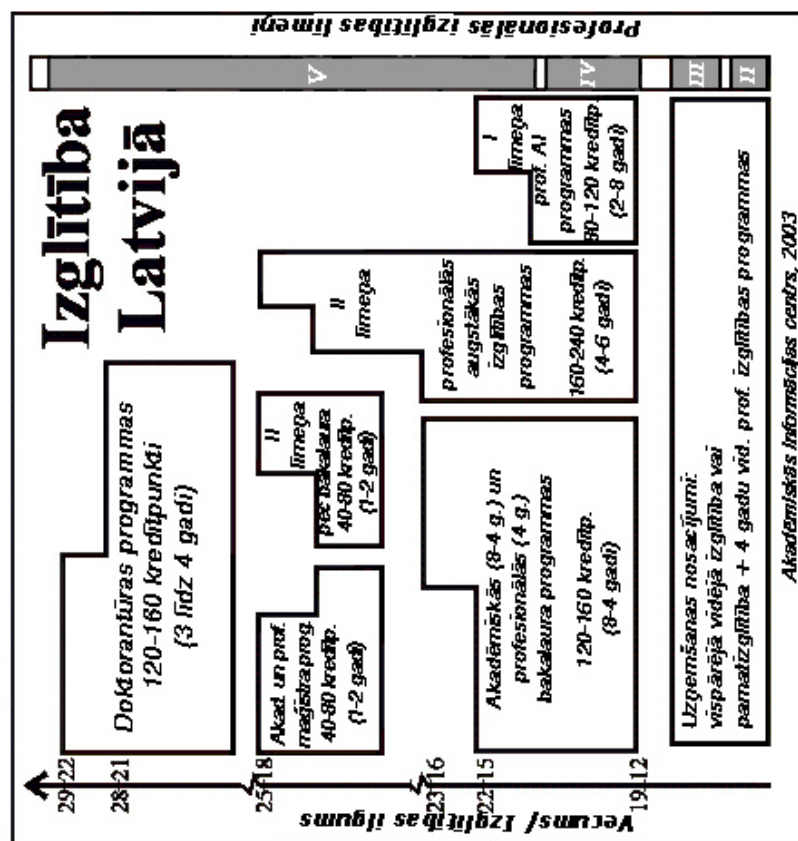 Izglītība
Latvijā
Profesionālās izglītības līmeņi
V
IV
III
II
Vecums/ Izglītības ilgums
29-22
28-21
25-18
23-16
22-15
19-12
Doktorantūras programmas
120-160 kredītpunkti
(3 līdz 4 gadi)
Akad. un prof.
maģistra prog.
40-80 kredītp.
(1-2 gadi)
II
līmeņa
pēc bakalaura
40-80 kredītp.
(1-2 gadi)
II
līmeņa
profesionālās
augstākās
izglītības
programmas
160-240 kredītp.
(4-6 gadi)
I
līmeņa
prof. AI
programmas
80-120 kredītp.
(2-8 gadi)
Akadēmiskās (8-4 g.) un
profesionālās (4 g.)
bakalaura programmas
120-160 kredītp.
(8-4 gadi)
Uzņemšanas nosacījumi:
vispārējā vidējā izglītība vai
pamatizglītība + 4 gadu vid. prof. izglītības programmas
Akadēmiskās Informācijas centrs, 2003